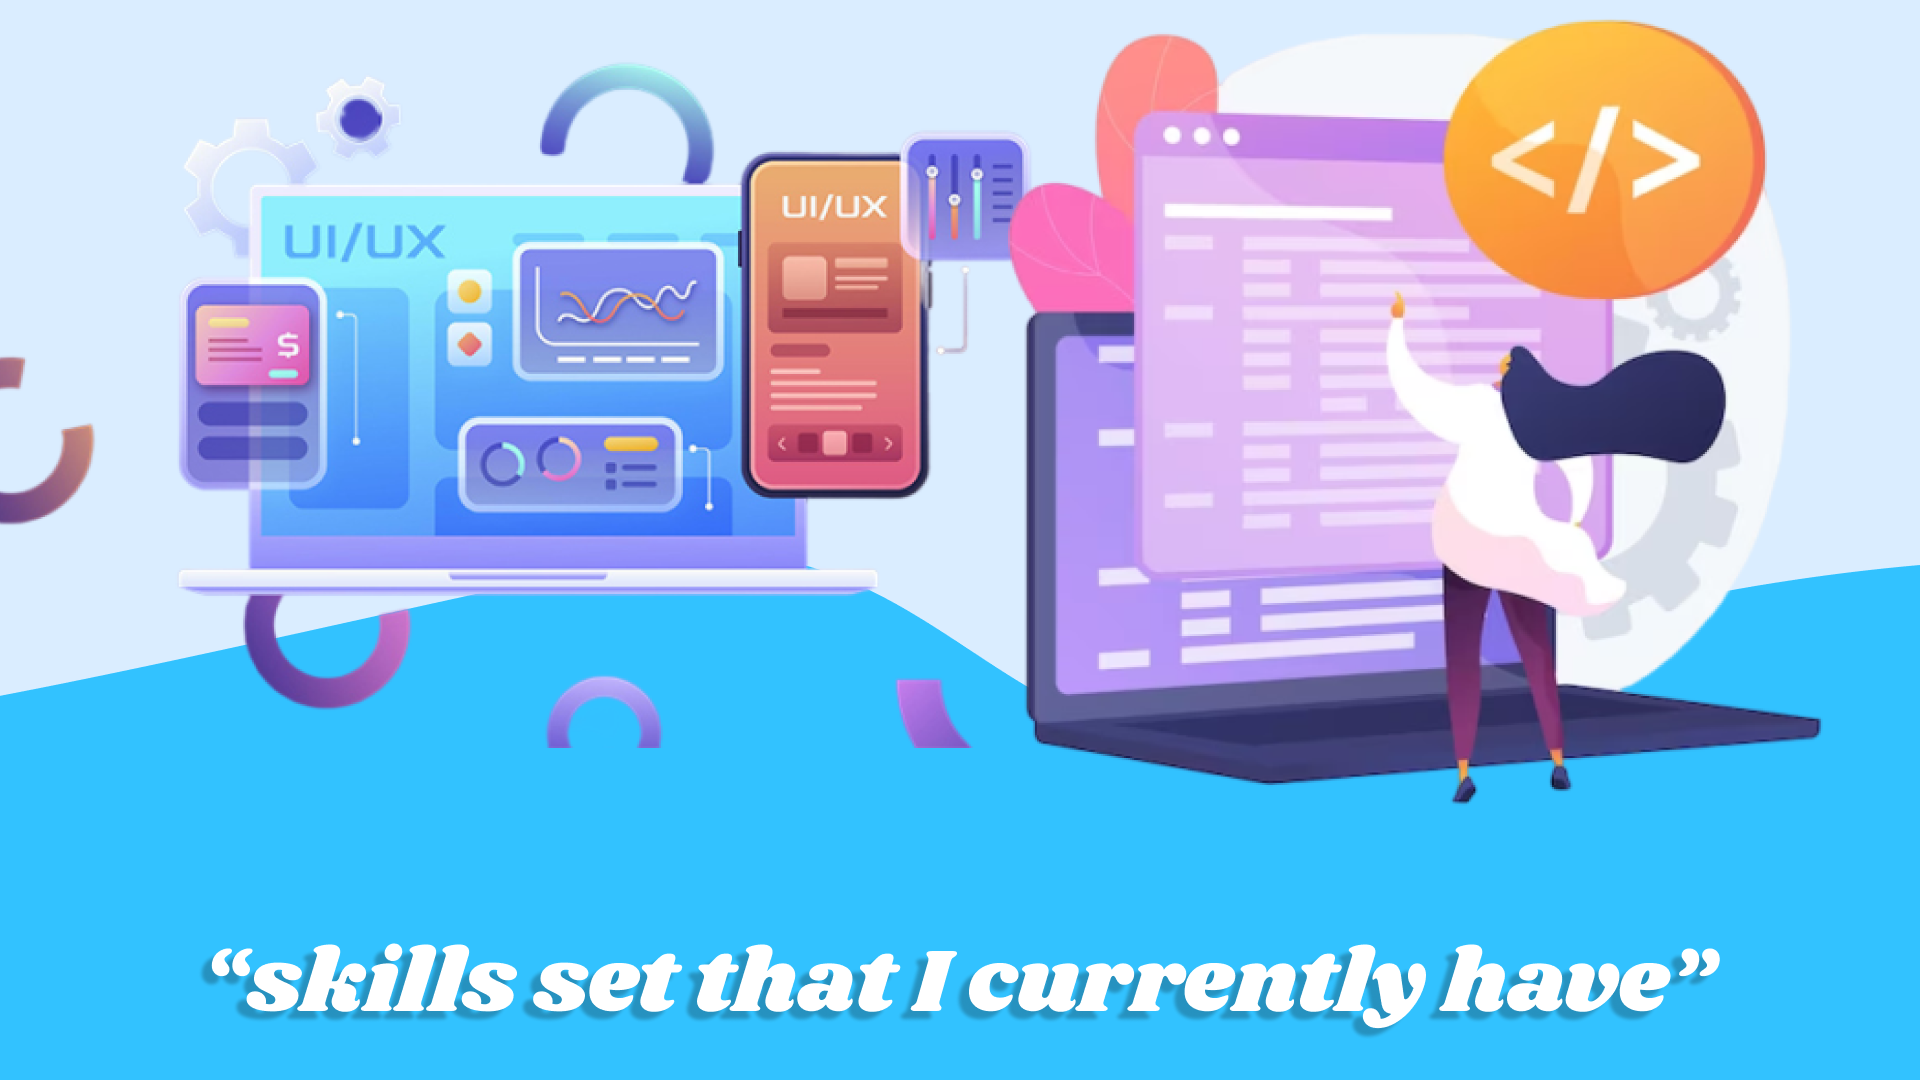 UI/UX
UI/UX
$
</>
“skills set that I currently have”